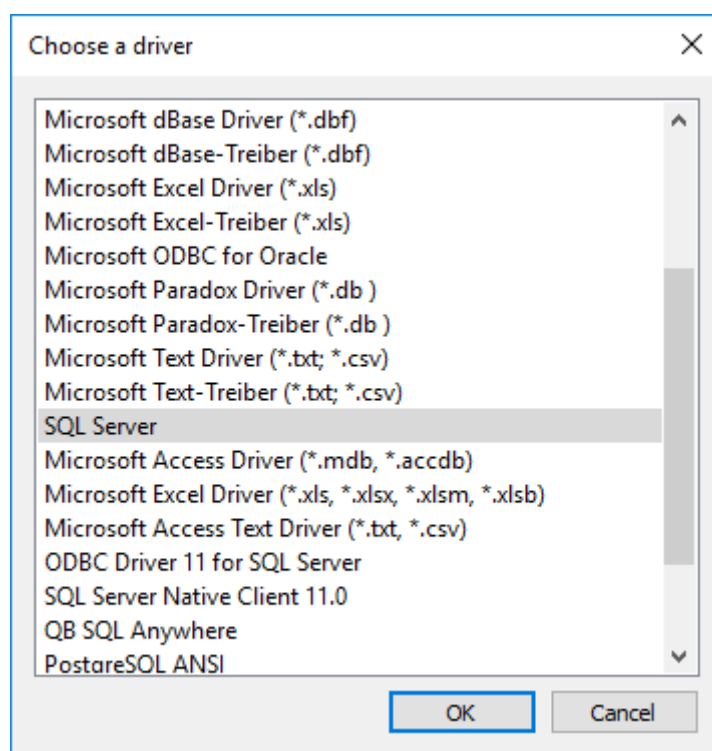 Choose a driver
Microsoft dBase Driver (*.dbf)
Microsoft dBase-Treiber (*.dbf)
Microsoft Excel Driver (*.xls)
Microsoft Excel-Treiber (*.xls)
Microsoft ODBC for Oracle
Microsoft Paradox Driver (*.db )
Microsoft Paradox-Treiber (*.db )
Microsoft Text Driver (*.txt; *.csv)
Microsoft Text-Treiber (*.txt; *.csv)
SQL Server
Microsoft Access Driver (*.mdb, *.accdb)
Microsoft Excel Driver (*.xls, *.xlsx, *.xlsm, *.xlsb)
Microsoft Access Text Driver (*.txt, *.csv)
ODBC Driver 11 for SQL Server
SQL Server Native Client 11.0
QB SQL Anywhere
PostgreSQL ANSI
OK Cancel